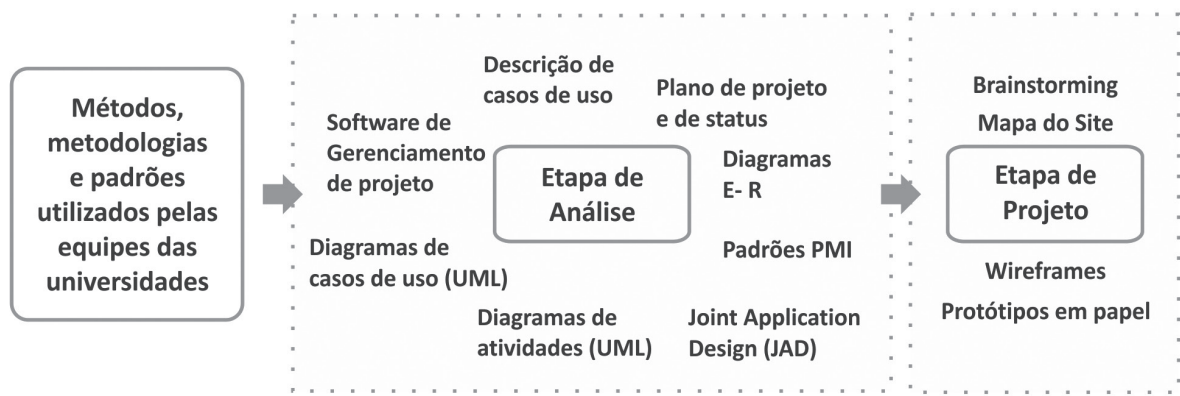 Métodos,
metodologias
e padrões
utilizados pelas
equipes das
universidades
Descrição de
casos de uso
Plano de projeto
e de status
Software de
Gerenciamento
de projeto
Etapa de
Análise
Diagramas
E- R
Diagramas de
casos de uso (UML)
Padrões PMI
Diagramas de
atividades (UML)
Joint Application
Design (JAD)
Brainstorming
Mapa do Site
Etapa de
Projeto
Wireframes
Protótipos em papel